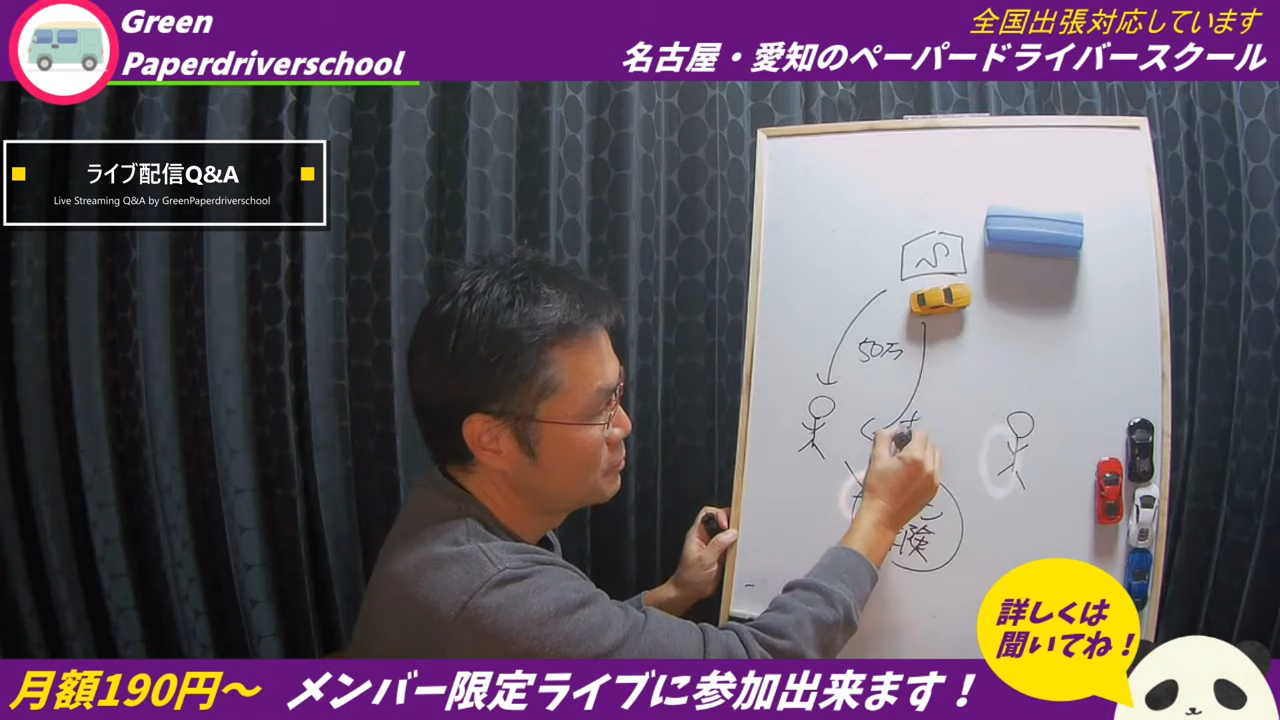 Green
Paperdriverschool
全国出張対応しています
名古屋・愛知のペーパードライバースクール
ライブ配信Q&A
Live Streaming Q&A by GreenPaperdriverschool
50万
険
詳しくは
聞いてね！
月額190円～ メンバー限定ライブに参加出来ます！